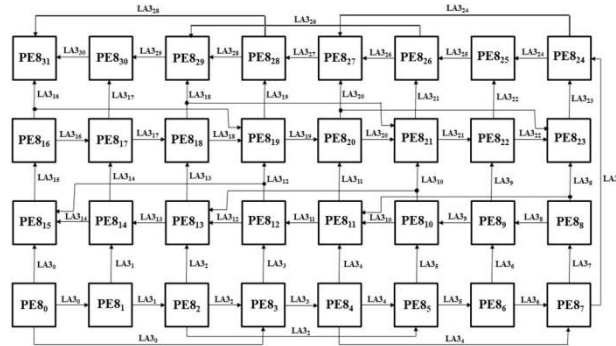 LA3₂₈ LA3₂₆ LA3₂₄
PE8₃₁ LA3₃₀ PE8₃₀ LA3₂₉ PE8₂₉ LA3₂₈ PE8₂₈ LA3₂₇ PE8₂₇ LA3₂₆ PE8₂₆ LA3₂₅ PE8₂₅ LA3₂₄ PE8₂₄
LA3₁₆ LA3₁₇ LA3₁₈ LA3₁₉ LA3₂₀ LA3₂₁ LA3₂₂ LA3₂₃
PE8₁₆ LA3₁₆ PE8₁₇ LA3₁₇ PE8₁₈ LA3₁₈ PE8₁₉ LA3₁₉ PE8₂₀ LA3₂₀ PE8₂₁ LA3₂₁ PE8₂₂ LA3₂₂ PE8₂₃
LA3₁₅ LA3₁₄ LA3₁₃ LA3₁₂ LA3₁₁ LA3₁₀ LA3₉ LA3₈
PE8₁₅ LA3₁₄ PE8₁₄ LA3₁₃ PE8₁₃ LA3₁₂ PE8₁₂ LA3₁₁ PE8₁₁ LA3₁₀ PE8₁₀ LA3₉ PE8₉ LA3₈ PE8₈
LA3₀ LA3₁ LA3₂ LA3₃ LA3₄ LA3₅ LA3₆ LA3₇
PE8₀ LA3₀ PE8₁ LA3₁ PE8₂ LA3₂ PE8₃ LA3₃ PE8₄ LA3₄ PE8₅ LA3₅ PE8₆ LA3₆ PE8₇
LA3₀ LA3₂ LA3₄